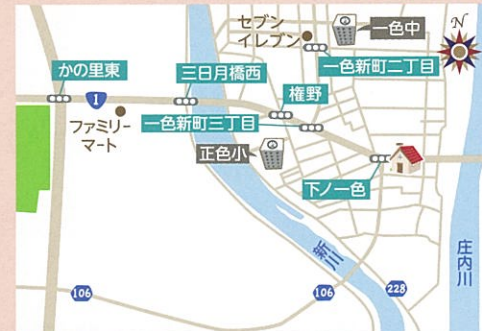 セブン
イレブン
一色中
N
かの里東
三日月橋西
一色新町二丁目
1
権野
ファミリー
マート
一色新町三丁目
正色小
下ノ一色
新川
庄内川
106
106
228